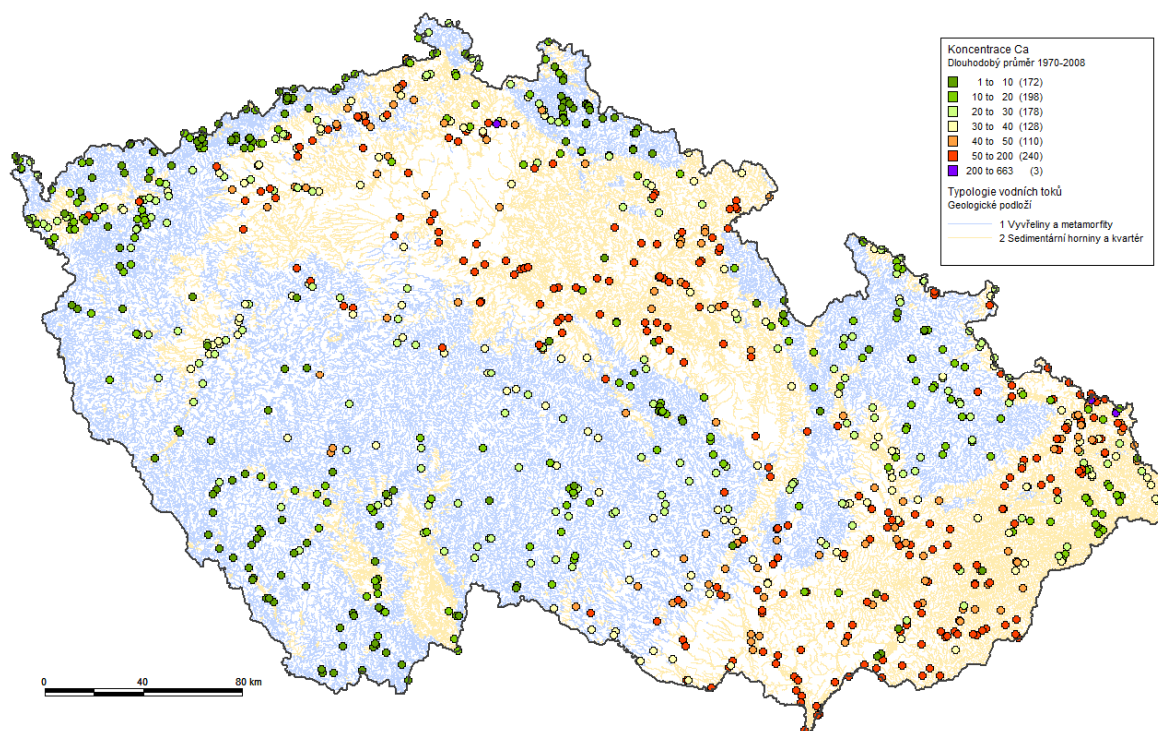 Koncentrace Ca
Dlouhodobý průměr 1970-2008
1 to 10 (172)
10 to 20 (198)
20 to 30 (178)
30 to 40 (128)
40 to 50 (110)
50 to 200 (240)
200 to 663 (3)
Typologie vodních toků
Geologické podloží
1 Vyvřeliny a metamorfity
2 Sedimentární horniny a kvartér
0 40 80 km